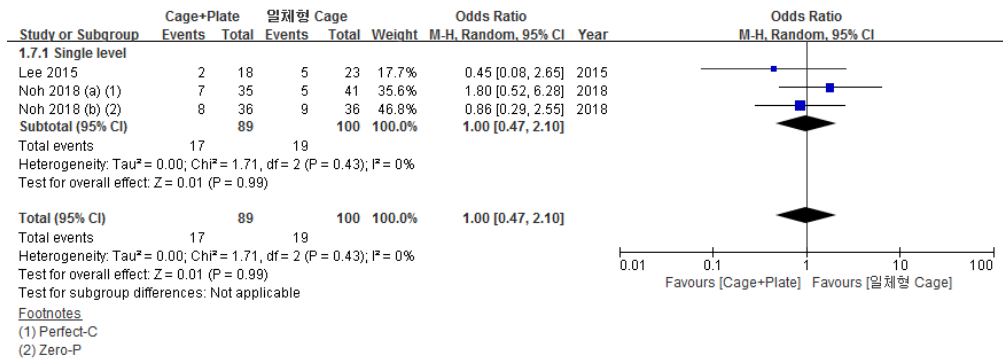 Cage+Plate 일체형 Cage Odds Ratio Odds Ratio
Study or Subgroup Events Total Events Total Weight M-H, Random, 95% CI Year M-H, Random, 95% CI
1.7.1 Single level
Lee 2015 2 18 5 23 17.7% 0.45 [0.08, 2.65] 2015
Noh 2018 (a) (1) 7 35 5 41 35.6% 1.80 [0.52, 6.28] 2018
Noh 2018 (b) (2) 8 36 9 36 46.8% 0.86 [0.29, 2.55] 2018
Subtotal (95% CI) 89 100 100.0% 1.00 [0.47, 2.10]
Total events 17 19
Heterogeneity: Tau² = 0.00; Chi² = 1.71, df = 2 (P = 0.43); I² = 0%
Test for overall effect: Z = 0.01 (P = 0.99)
Total (95% CI) 89 100 100.0% 1.00 [0.47, 2.10]
Total events 17 19
Heterogeneity: Tau² = 0.00; Chi² = 1.71, df = 2 (P = 0.43); I² = 0%
Test for overall effect: Z = 0.01 (P = 0.99)
Test for subgroup differences: Not applicable
0.01 0.1 1 10 100
Favours [Cage+Plate] Favours [일체형 Cage]
Footnotes
(1) Perfect-C
(2) Zero-P